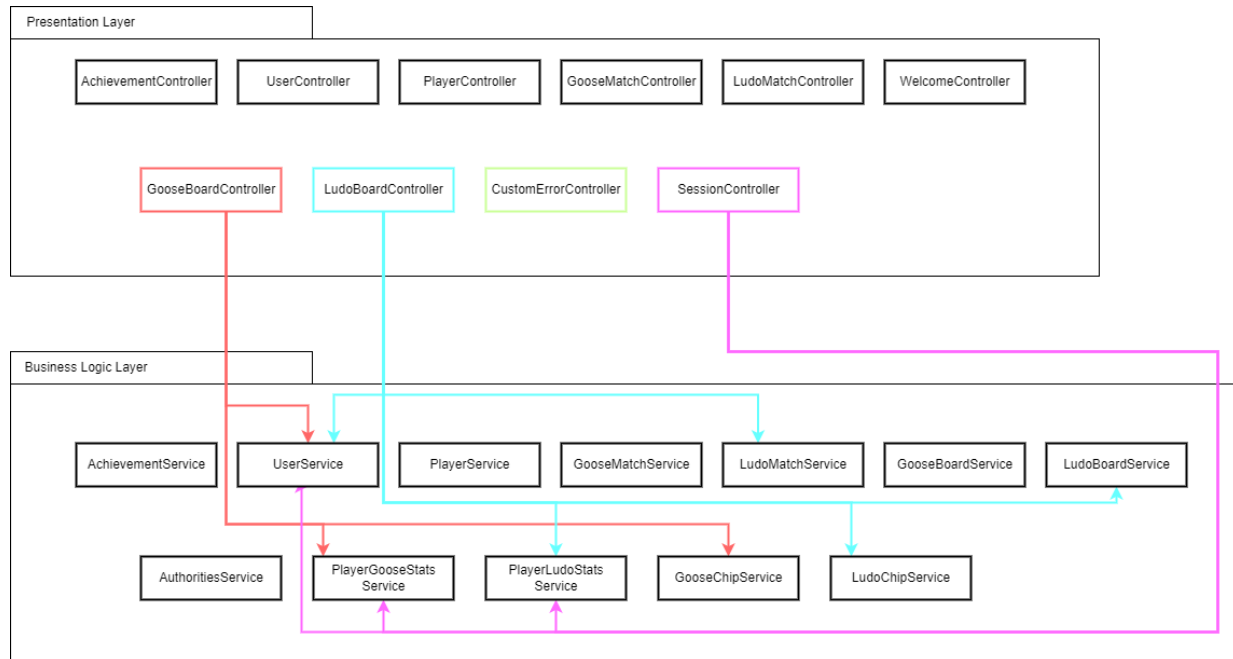 Presentation Layer
AchievementController
UserController
PlayerController
GooseMatchController
LudoMatchController
WelcomeController
GooseBoardController
LudoBoardController
CustomErrorController
SessionController
Business Logic Layer
AchievementService
UserService
PlayerService
GooseMatchService
LudoMatchService
GooseBoardService
LudoBoardService
AuthoritiesService
PlayerGooseStats
Service
PlayerLudoStats
Service
GooseChipService
LudoChipService